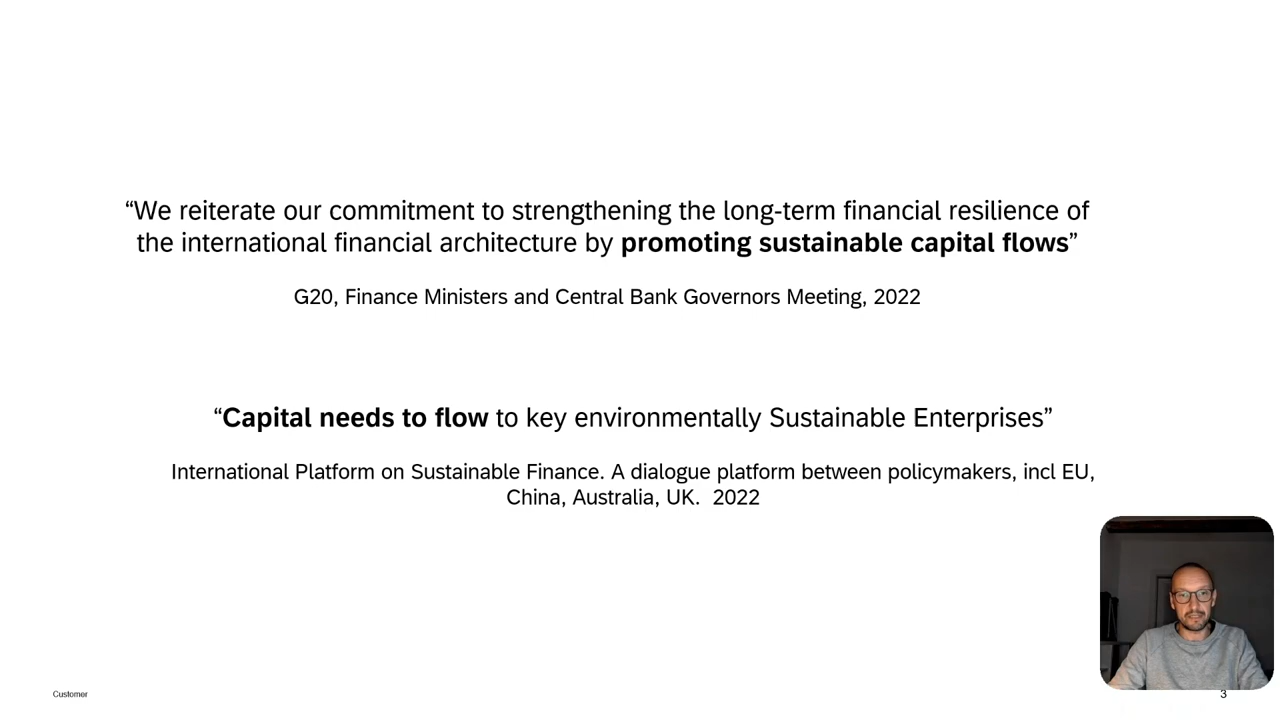 “We reiterate our commitment to strengthening the long-term financial resilience of
the international financial architecture by promoting sustainable capital flows”
G20, Finance Ministers and Central Bank Governors Meeting, 2022
“Capital needs to flow to key environmentally Sustainable Enterprises”
International Platform on Sustainable Finance. A dialogue platform between policymakers, incl EU,
China, Australia, UK.  2022
Customer
3